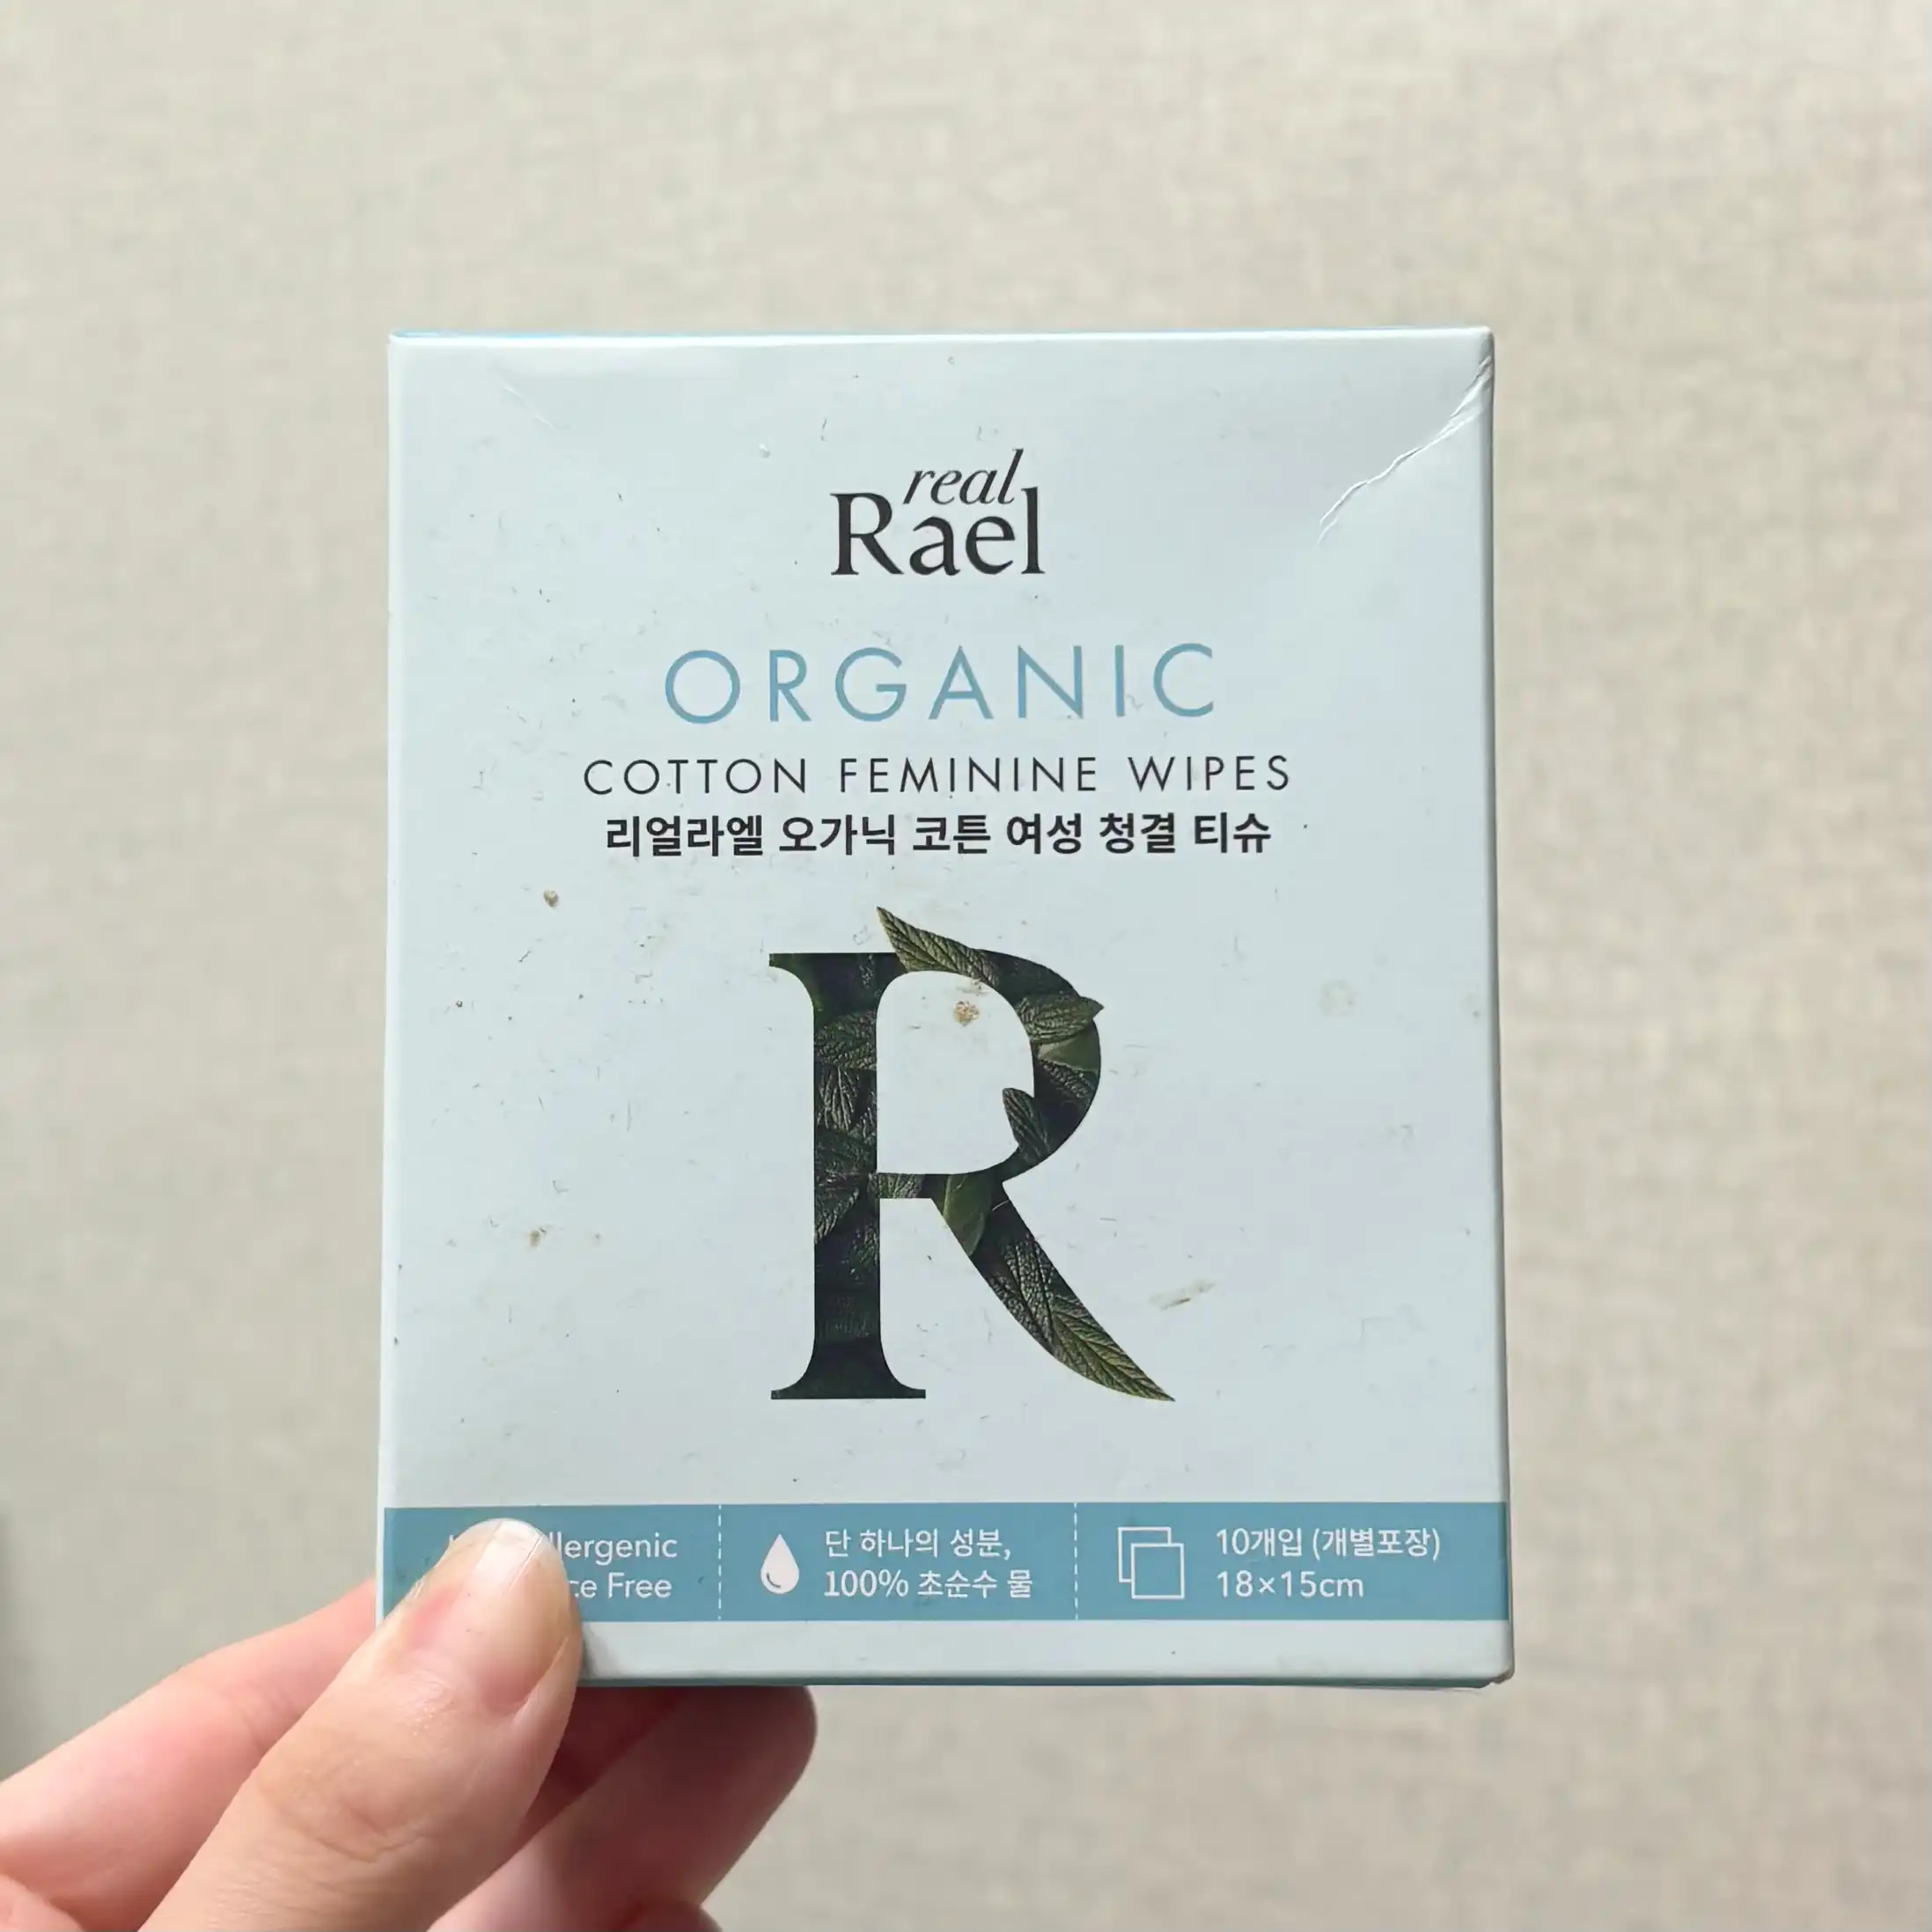 real
Rael
ORGANIC
COTTON FEMININE WIPES
리얼라엘 오가닉 코튼 여성 청결 티슈
R
Free
단 하나의 성분,
100% 초순수 물
10개입 (개별포장)
18×15cm